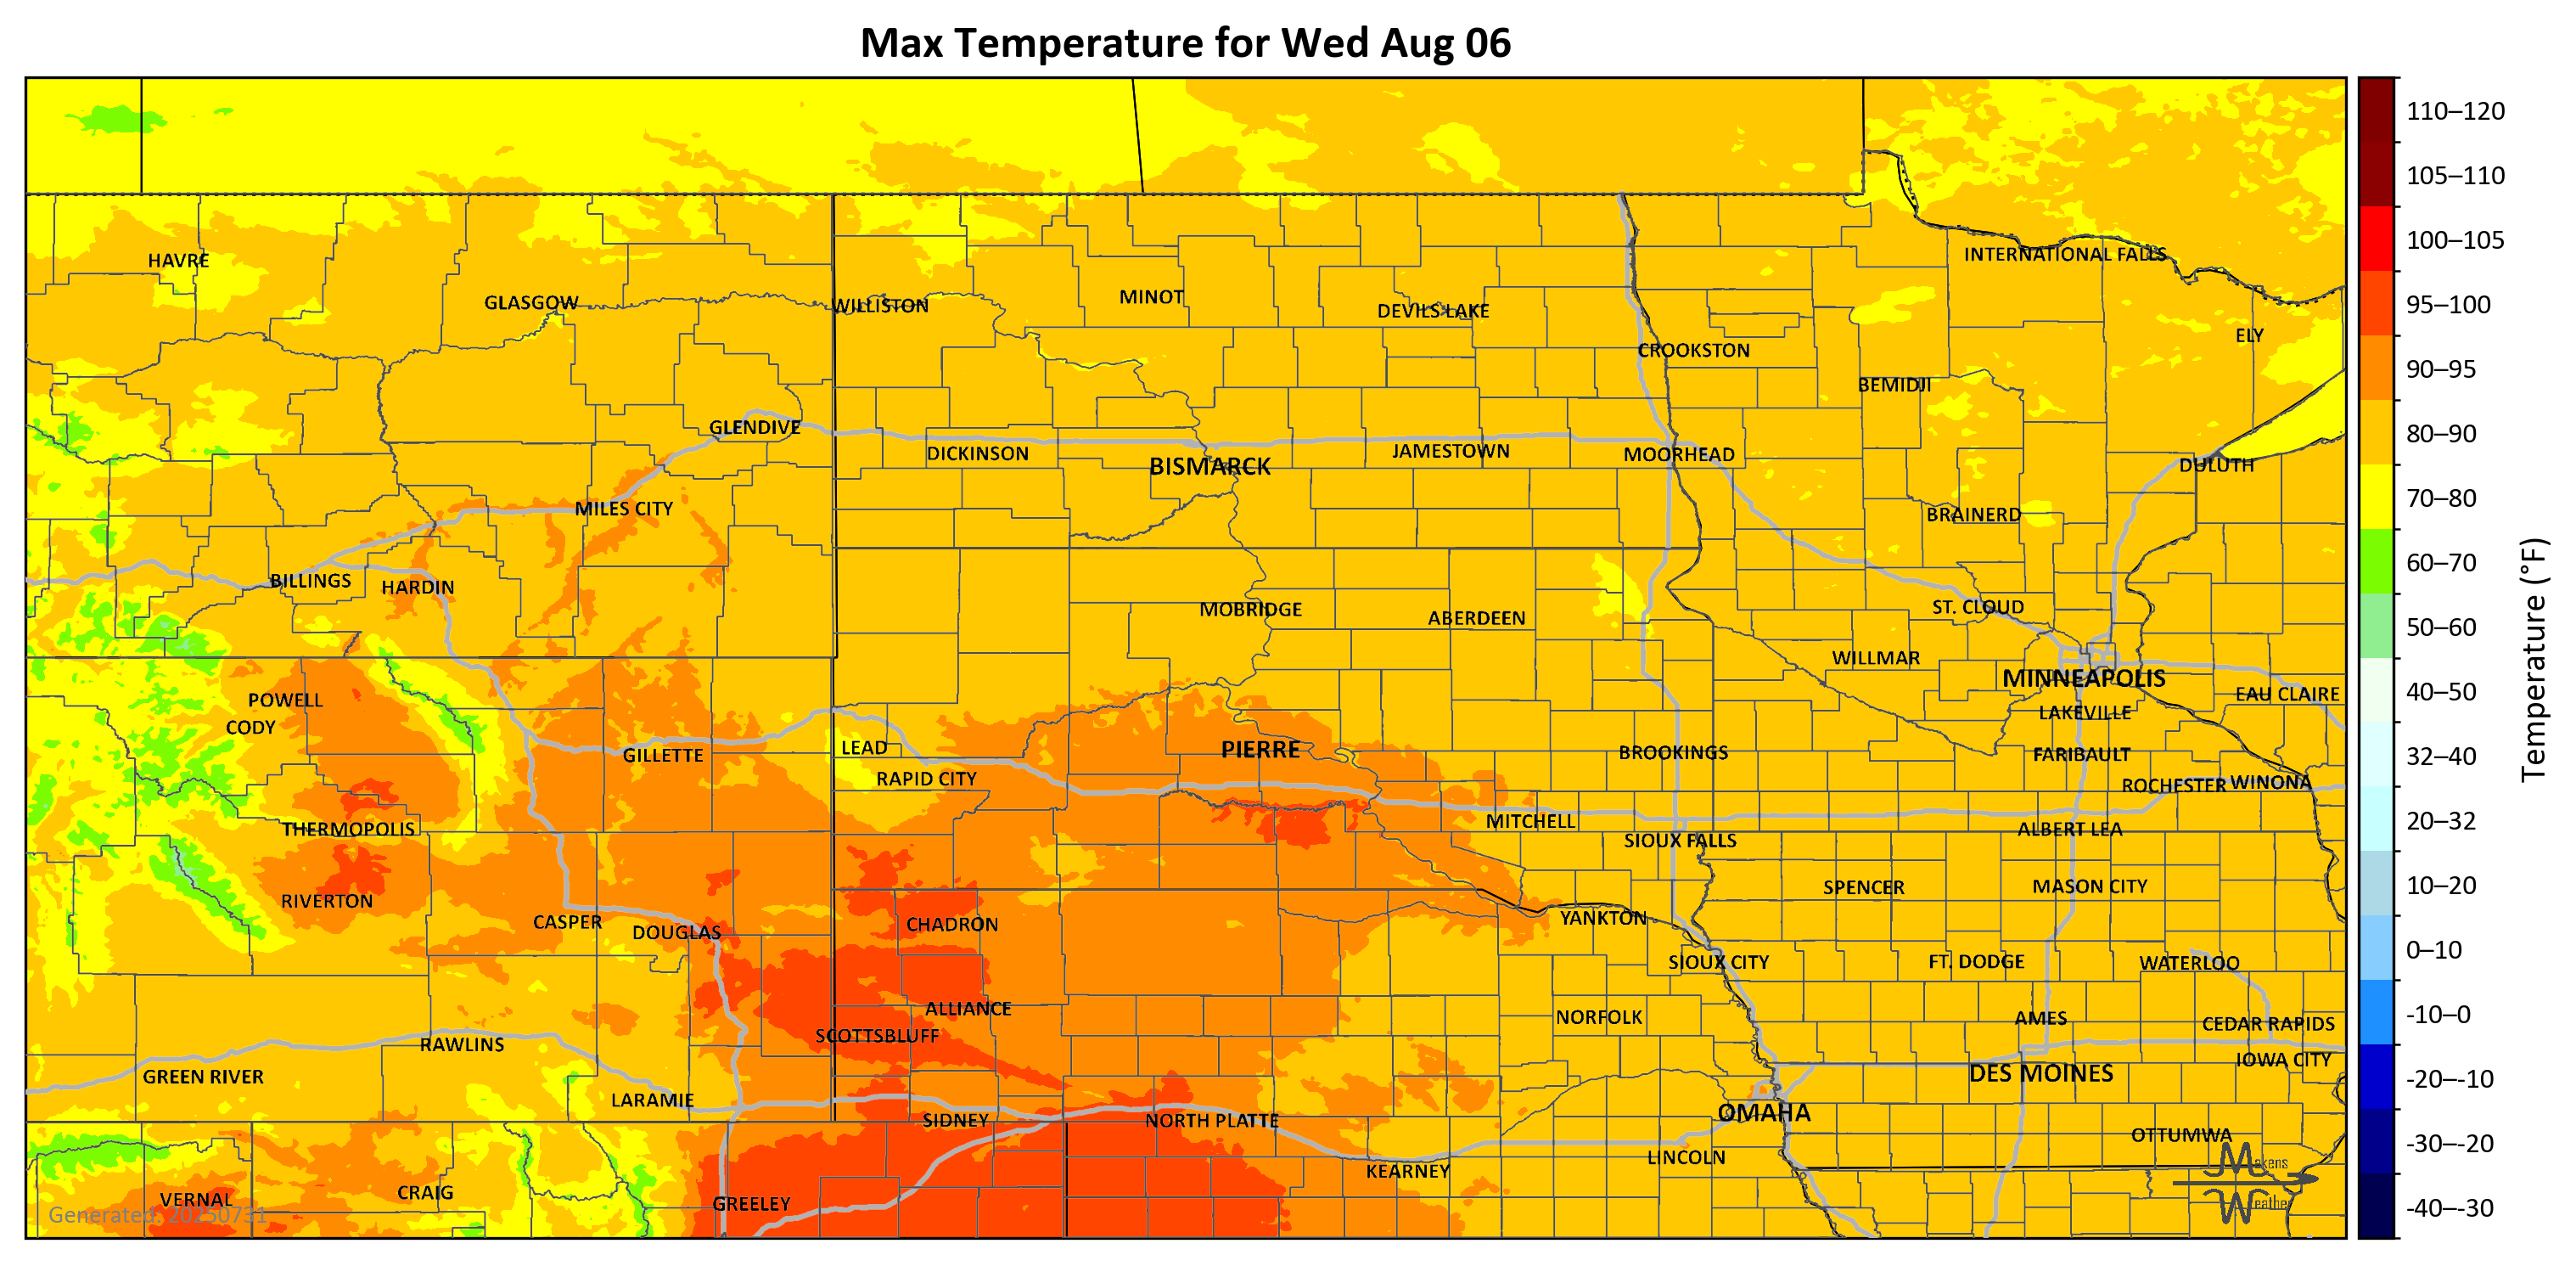 Max Temperature for Wed Aug 06
110–120
105–110
INTERNATIONAL FALLS
100–105
HAVRE
GLASGOW
WILLISTON
MINOT
DEVILS LAKE
95–100
ELY
CROOKSTON
90–95
BEMIDJI
GLENDIVE
DICKINSON
BISMARCK
JAMESTOWN
MOORHEAD
DULUTH
80–90
MILES CITY
BRAINERD
70–80
BILLINGS
HARDIN
60–70
MOBRIDGE
ABERDEEN
ST. CLOUD
50–60
WILLMAR
MINNEAPOLIS
POWELL
EAU CLAIRE
40–50
CODY
LAKEVILLE
GILLETTE
LEAD
PIERRE
BROOKINGS
FARIBAULT
32–40
Temperature (°F)
RAPID CITY
ROCHESTER
WINONA
THERMOPOLIS
MITCHELL
ALBERT LEA
20–32
SIOUX FALLS
RIVERTON
SPENCER
MASON CITY
10–20
CASPER
DOUGLAS
CHADRON
YANKTON
SIOUX CITY
FT. DODGE
WATERLOO
0–10
ALLIANCE
NORFOLK
AMES
CEDAR RAPIDS
-10–0
SCOTTSBLUFF
RAWLINS
IOWA CITY
GREEN RIVER
DES MOINES
-20–-10
LARAMIE
SIDNEY
NORTH PLATTE
OMAHA
OTTUMWA
-30–-20
KEARNEY
LINCOLN
Makens
VERNAL
CRAIG
GREELEY
Weather
-40–-30
Generated: 20250731